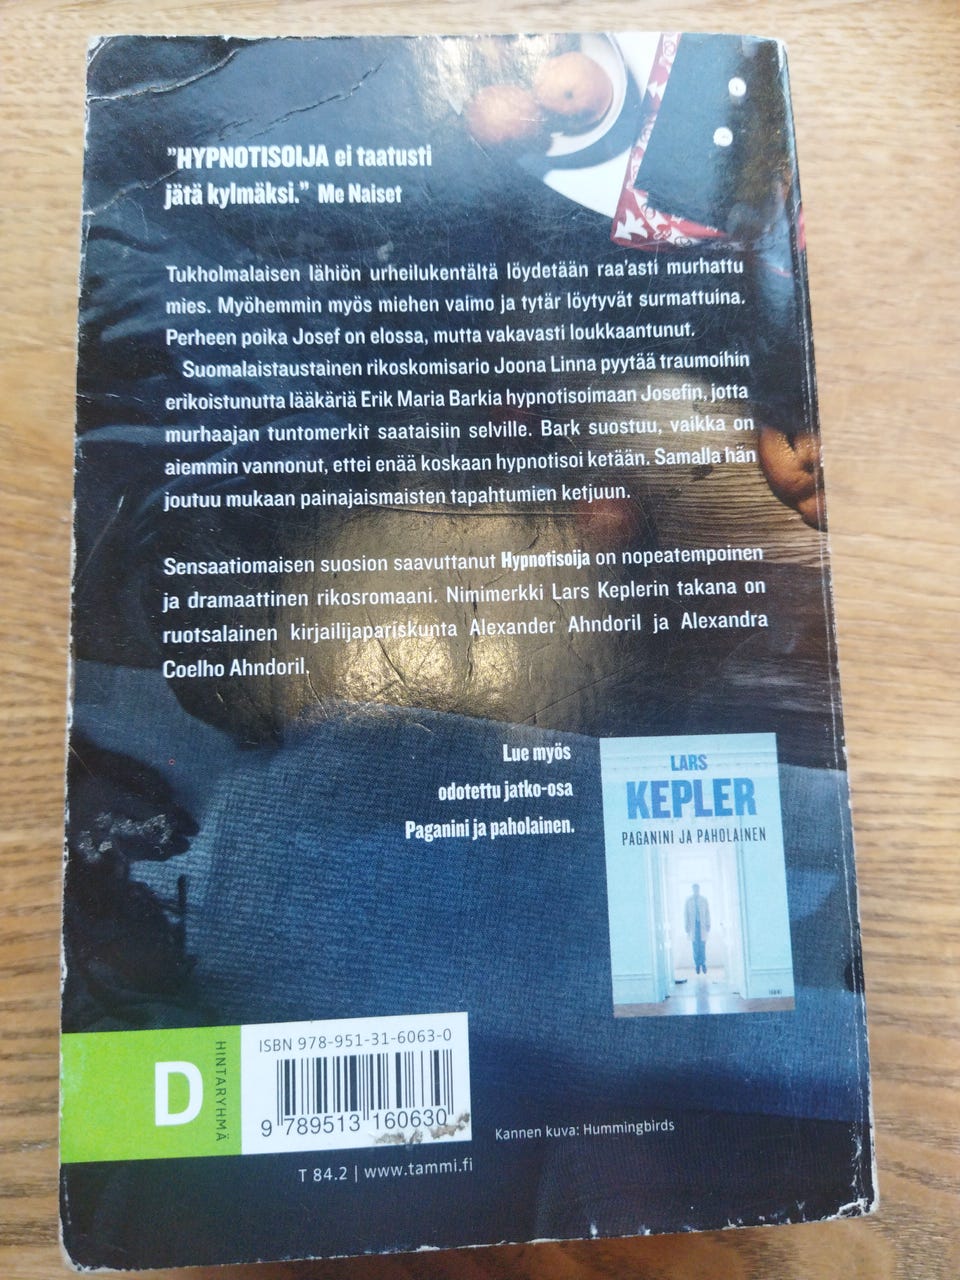 ”HYPNOTISOIJA ei taatusti
jätä kylmäksi.” Me Naiset
Tukholmalaisen lähiön urheilukentältä löydetään raa’asti murhattu
mies. Myöhemmin myös miehen vaimo ja tytär löytyvät surmattuina.
Perheen poika Josef on elossa, mutta vakavasti loukkaantunut.
Suomalaistaustainen rikoskomisario Joona Linna pyytää traumoihin
erikoistunutta lääkäriä Erik Maria Barkia hypnotisoimaan Josefin, jotta
murhaajan tuntomerkit saataisiin selville. Bark suostuu, vaikka on
aiemmin vannonut, ettei enää koskaan hypnotisoi ketään. Samalla hän
joutuu mukaan painajaismaisten tapahtumien ketjuun.
Sensaatiomaisen suosion saavuttanut Hypnotisoija on nopeatempoinen
ja dramaattinen rikosromaani. Nimimerkki Lars Keplerin takana on
ruotsalainen kirjailijapariskunta Alexander Ahndoril ja Alexandra
Coelho Ahndoril.
Lue myös
odotettu jatko-osa
Paganini ja paholainen.
LARS
KEPLER
PAGANINI JA PAHOLAINEN
TAMMI
D
HINTARYHMÄ
ISBN 978-951-31-6063-0
9 789513 160630
Kannen kuva: Hummingbirds
T 84.2 | www.tammi.fi